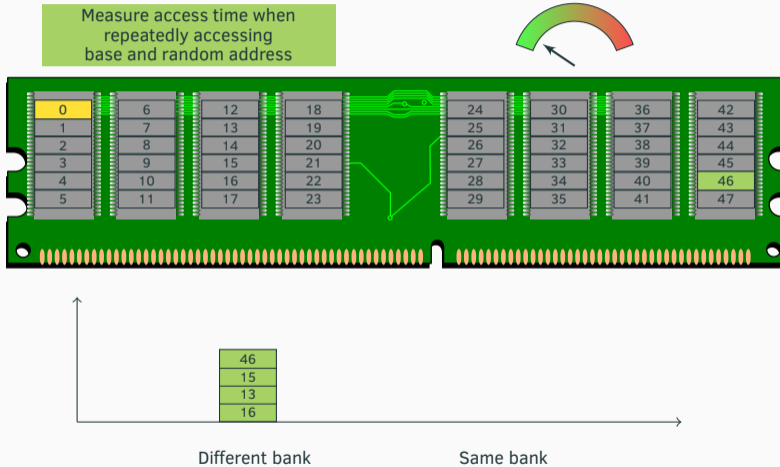 Measure access time when
repeatedly accessing
base and random address
0 6 12 18 24 30 36 42
1 7 13 19 25 31 37 43
2 8 14 20 26 32 38 44
3 9 15 21 27 33 39 45
4 10 16 22 28 34 40 46
5 11 17 23 29 35 41 47
46
15
13
16
Different bank Same bank